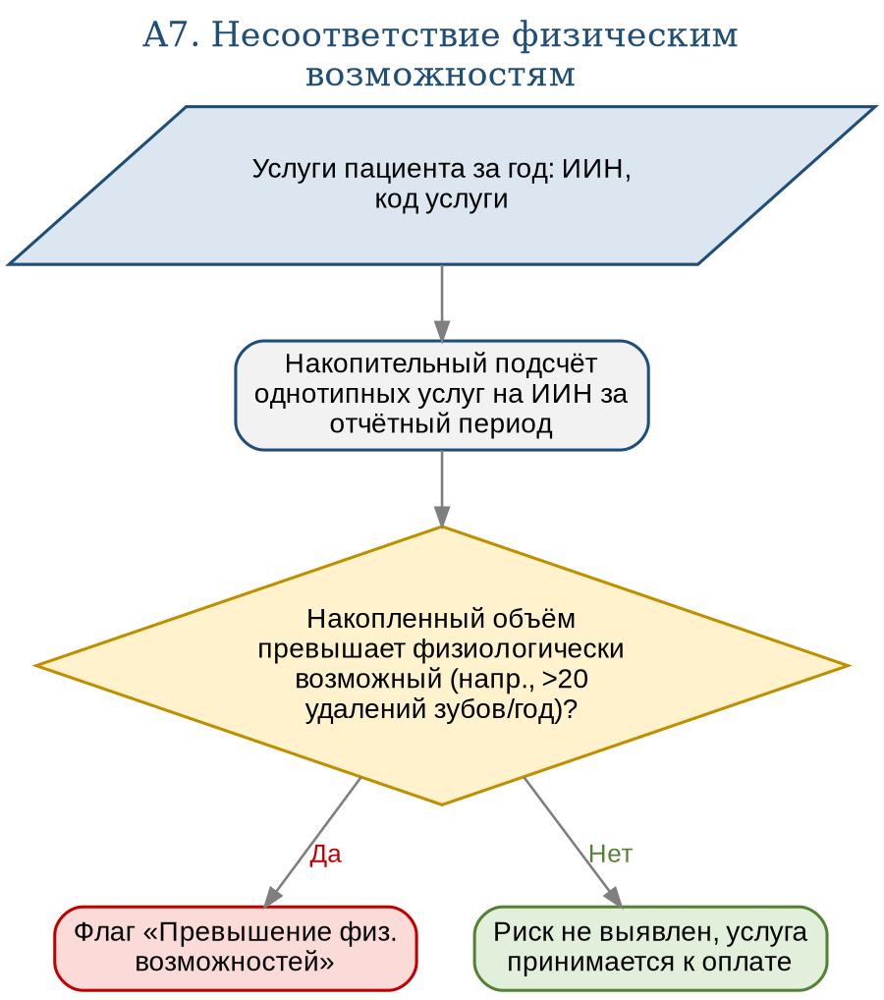 А7. Несоответствие физическим
возможностям
Услуги пациента за год: ИИН,
код услуги
Накопительный подсчёт
однотипных услуг на ИИН за
отчётный период
Накопленный объём
превышает физиологически
возможный (напр., >20
удалений зубов/год)?
Да
Нет
Флаг «Превышение физ.
возможностей»
Риск не выявлен, услуга
принимается к оплате